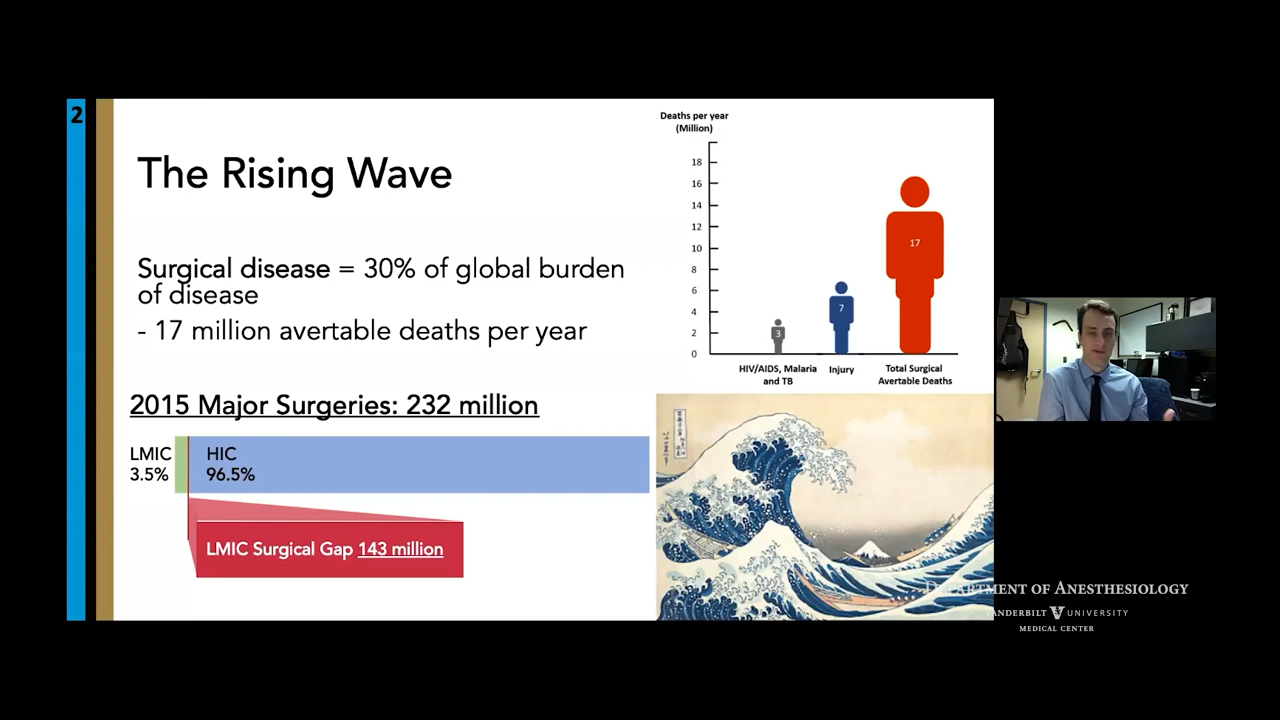 2
The Rising Wave
Surgical disease = 30% of global burden
of disease
- 17 million avertable deaths per year
2015 Major Surgeries: 232 million
LMIC
3.5%
HIC
96.5%
LMIC Surgical Gap 143 million
Deaths per year
(Million)
18
16
14
12
10
8
6
4
2
0
3
7
17
HIV/AIDS, Malaria
and TB
Injury
Total Surgical
Avertable Deaths
DEPARTMENT OF ANESTHESIOLOGY
VANDERBILT UNIVERSITY
MEDICAL CENTER